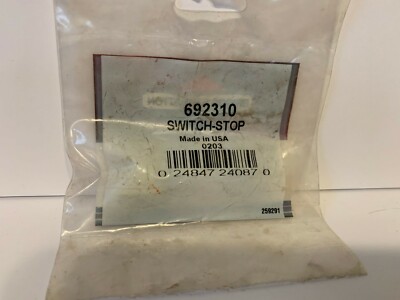 692310
SWITCH-STOP
Made in USA
0203
0 24847 24087 0
259291